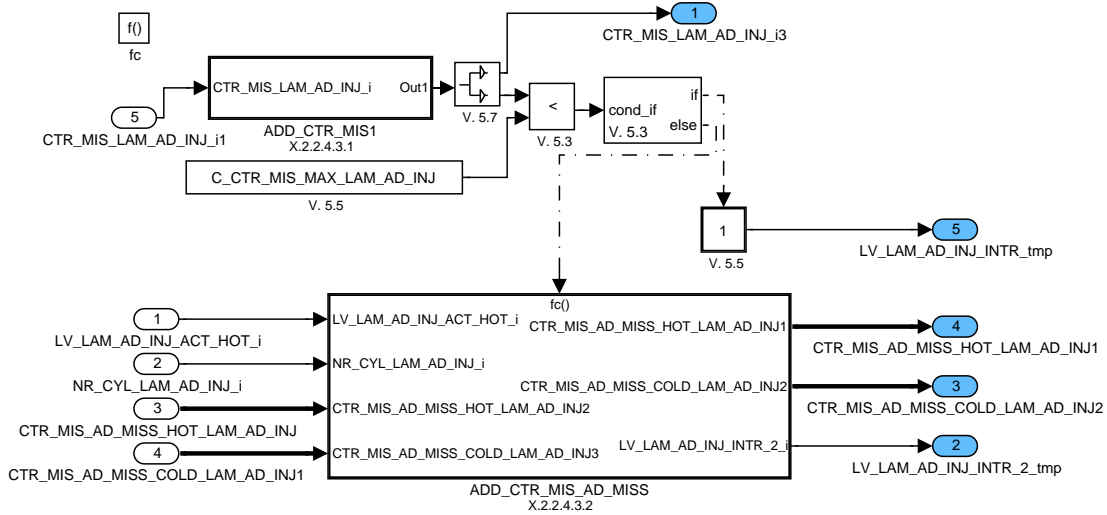 f()
fc
1
CTR_MIS_LAM_AD_INJ_i3
5
CTR_MIS_LAM_AD_INJ_i1
CTR_MIS_LAM_AD_INJ_i
Out1
ADD_CTR_MIS1
X.2.2.4.3.1
V. 5.7
<
V. 5.3
cond_if
V. 5.3
if
else
C_CTR_MIS_MAX_LAM_AD_INJ
V. 5.5
1
V. 5.5
5
LV_LAM_AD_INJ_INTR_tmp
1
LV_LAM_AD_INJ_ACT_HOT_i
2
NR_CYL_LAM_AD_INJ_i
3
CTR_MIS_AD_MISS_HOT_LAM_AD_INJ
4
CTR_MIS_AD_MISS_COLD_LAM_AD_INJ1
fc()
LV_LAM_AD_INJ_ACT_HOT_i
NR_CYL_LAM_AD_INJ_i
CTR_MIS_AD_MISS_HOT_LAM_AD_INJ2
CTR_MIS_AD_MISS_COLD_LAM_AD_INJ3
CTR_MIS_AD_MISS_HOT_LAM_AD_INJ1
CTR_MIS_AD_MISS_COLD_LAM_AD_INJ2
LV_LAM_AD_INJ_INTR_2_i
ADD_CTR_MIS_AD_MISS
X.2.2.4.3.2
4
CTR_MIS_AD_MISS_HOT_LAM_AD_INJ1
3
CTR_MIS_AD_MISS_COLD_LAM_AD_INJ2
2
LV_LAM_AD_INJ_INTR_2_tmp